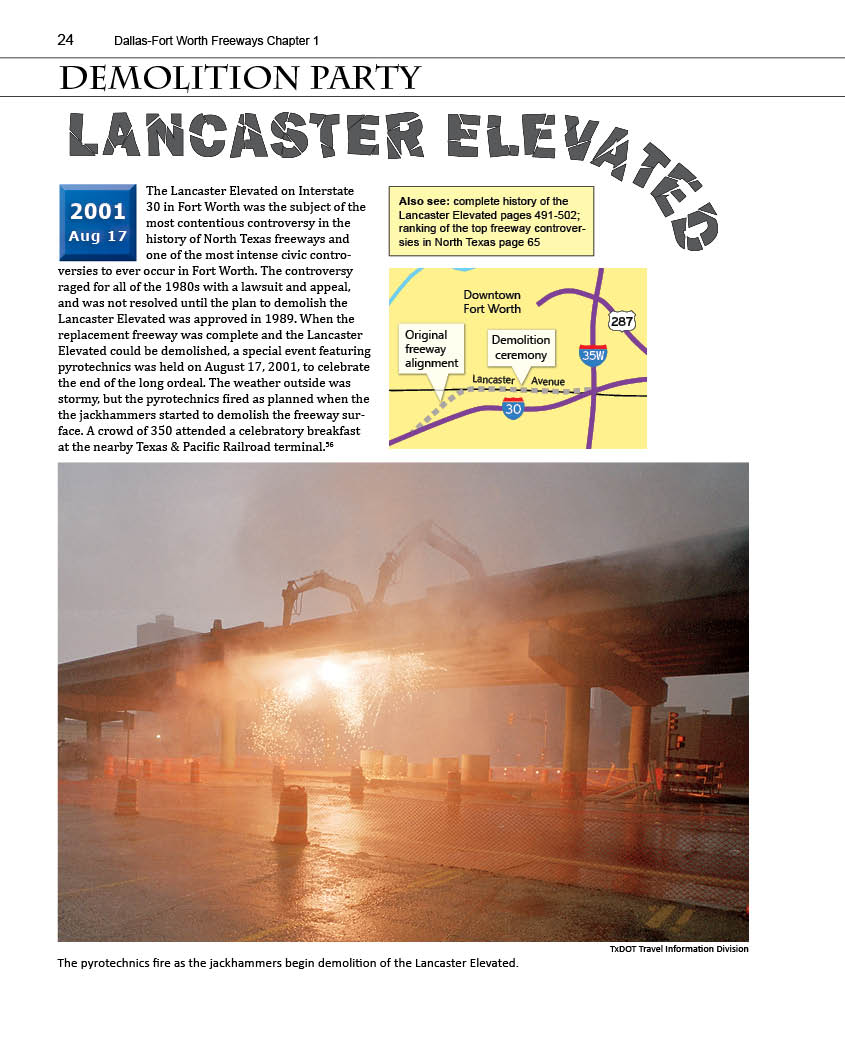 24 Dallas-Fort Worth Freeways Chapter 1
DEMOLITION PARTY
LANCASTER ELEVATED
2001
Aug 17
The Lancaster Elevated on Interstate
30 in Fort Worth was the subject of the
most contentious controversy in the
history of North Texas freeways and
one of the most intense civic contro-
versies to ever occur in Fort Worth. The controversy
raged for all of the 1980s with a lawsuit and appeal,
and was not resolved until the plan to demolish the
Lancaster Elevated was approved in 1989. When the
replacement freeway was complete and the Lancaster
Elevated could be demolished, a special event featuring
pyrotechnics was held on August 17, 2001, to celebrate
the end of the long ordeal. The weather outside was
stormy, but the pyrotechnics fired as planned when the
the jackhammers started to demolish the freeway sur-
face. A crowd of 350 attended a celebratory breakfast
at the nearby Texas & Pacific Railroad terminal.56
Also see: complete history of the
Lancaster Elevated pages 491-502;
ranking of the top freeway controver-
sies in North Texas page 65
Downtown
Fort Worth
287
Original
freeway
alignment
Demolition
ceremony
35W
Lancaster Avenue
30
TxDOT Travel Information Division
The pyrotechnics fire as the jackhammers begin demolition of the Lancaster Elevated.